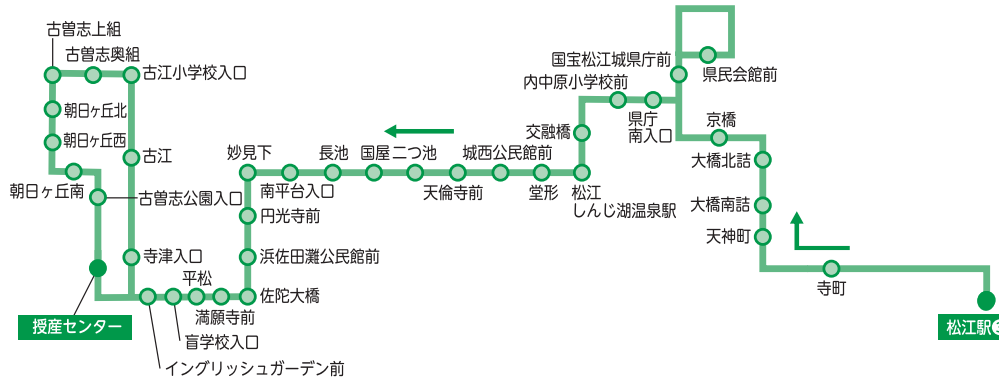 古曽志上組
古曽志奥組
古江小学校入口
朝日ヶ丘北
朝日ヶ丘西
朝日ヶ丘南
古曽志公園入口
古江
寺津入口
平松
満願寺前
盲学校入口
イングリッシュガーデン前
授産センター
妙見下
南平台入口
円光寺前
浜佐田灘公民館前
佐陀大橋
長池
国屋
二つ池
天倫寺前
城西公民館前
堂形
松江
しんじ湖温泉駅
交融橋
内中原小学校前
国宝松江城県庁前
県庁
南入口
県民会館前
京橋
大橋北詰
大橋南詰
天神町
寺町
松江駅